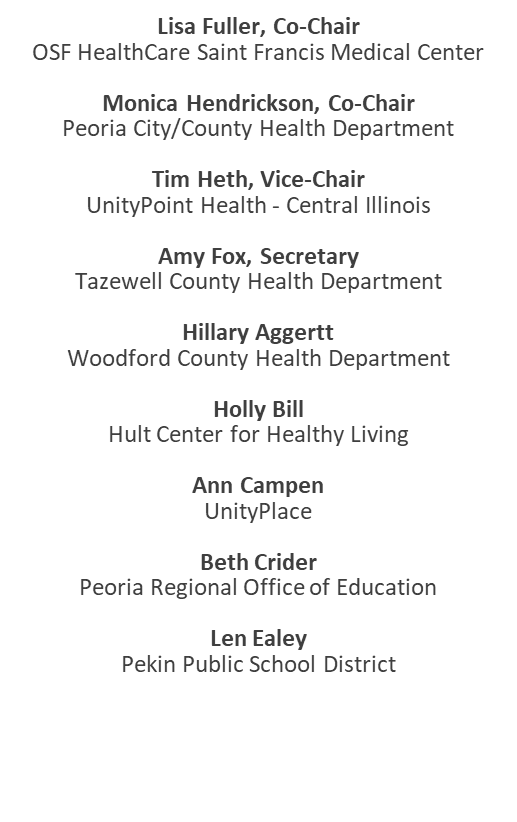 Lisa Fuller, Co-Chair
OSF HealthCare Saint Francis Medical Center
Monica Hendrickson, Co-Chair
Peoria City/County Health Department
Tim Heth, Vice-Chair
UnityPoint Health - Central Illinois
Amy Fox, Secretary
Tazewell County Health Department
Hillary Aggertt
Woodford County Health Department
Holly Bill
Hult Center for Healthy Living
Ann Campen
UnityPlace
Beth Crider
Peoria Regional Office of Education
Len Ealey
Pekin Public School District